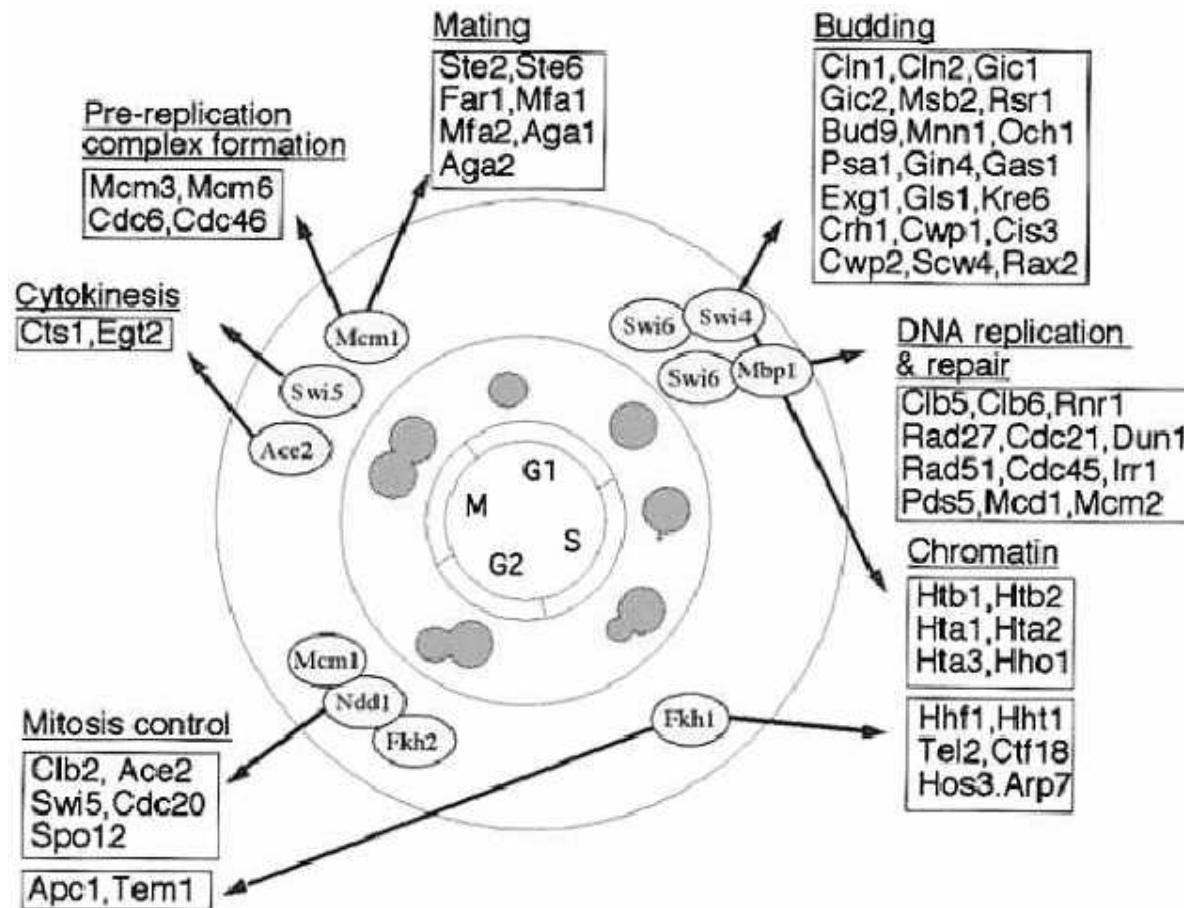 Mating
Ste2,Ste6
Far1,Mfa1
Mfa2,Aga1
Aga2
Budding
Cln1,Cln2,Gic1
Gic2,Msb2,Rsr1
Bud9,Mnn1,Och1
Psa1,Gin4,Gas1
Exg1,Gls1,Kre6
Crh1,Cwp1,Cis3
Cwp2,Scw4,Rax2
Pre-replication
complex formation
Mcm3,Mcm6
Cdc6,Cdc46
Cytokinesis
Cts1,Egt2
Mcm1
Swi5
Ace2
Swi6
Swi4
Swi6
Mbp1
DNA replication
& repair
Clb5,Clb6,Rnr1
Rad27,Cdc21,Dun1
Rad51,Cdc45,Irr1
Pds5,Mcd1,Mcm2
G1
M
S
G2
Chromatin
Htb1,Htb2
Hta1,Hta2
Hta3,Hho1
Hhf1,Hht1
Tel2,Ctf18
Hos3.Arp7
Mcm1
Ndd1
Fkh2
Fkh1
Mitosis control
Clb2, Ace2
Swi5,Cdc20
Spo12
Apc1,Tem1